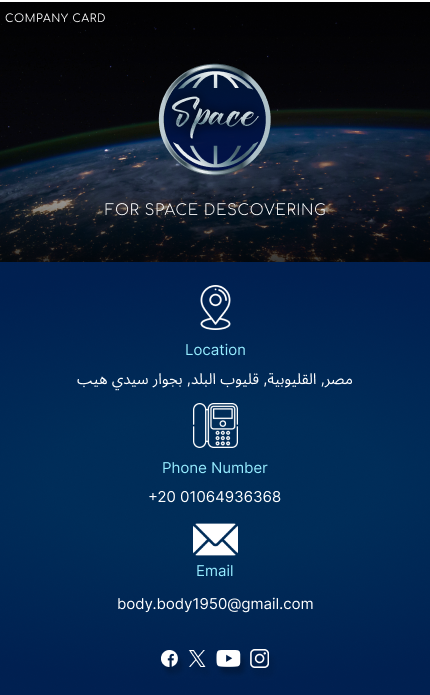 COMPANY CARD
Space
FOR SPACE DESCOVERING
Location
مصر, القليوبية, قليوب البلد, بجوار سيدي هيب
Phone Number
+20 01064936368
Email
body.body1950@gmail.com